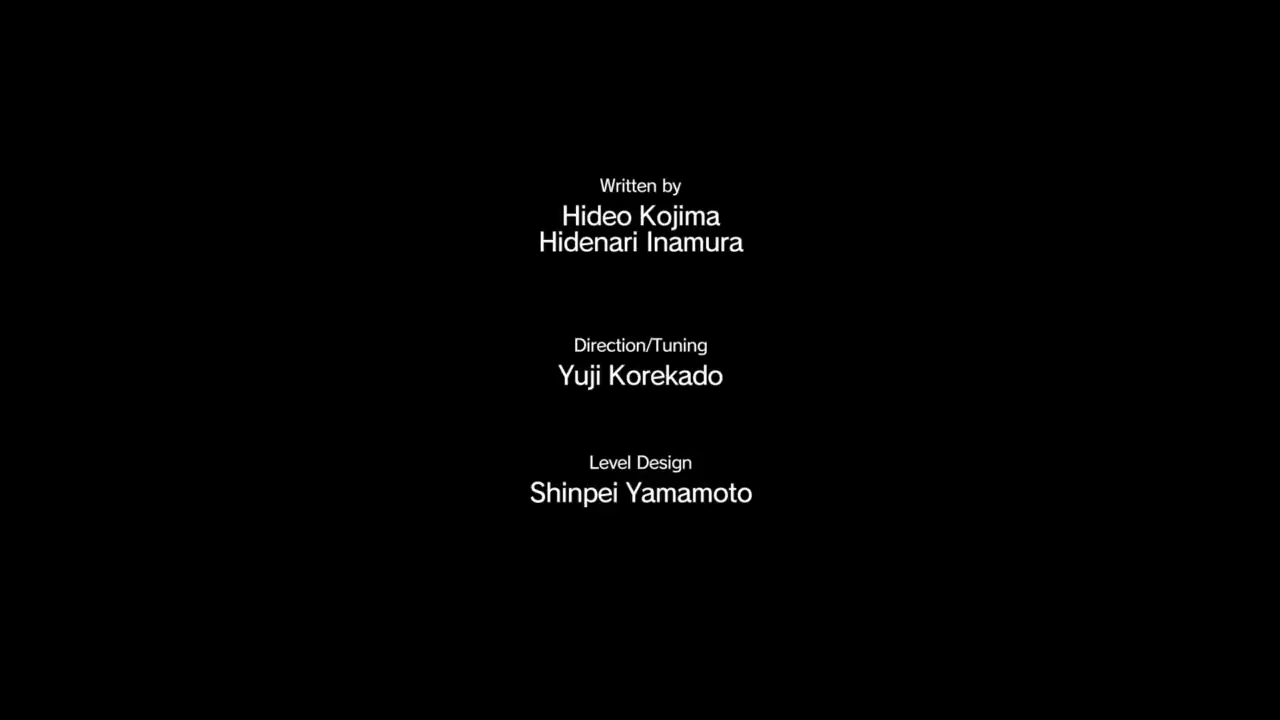 Written by
Hideo Kojima
Hidenari Inamura
Direction/Tuning
Yuji Korekado
Level Design
Shinpei Yamamoto